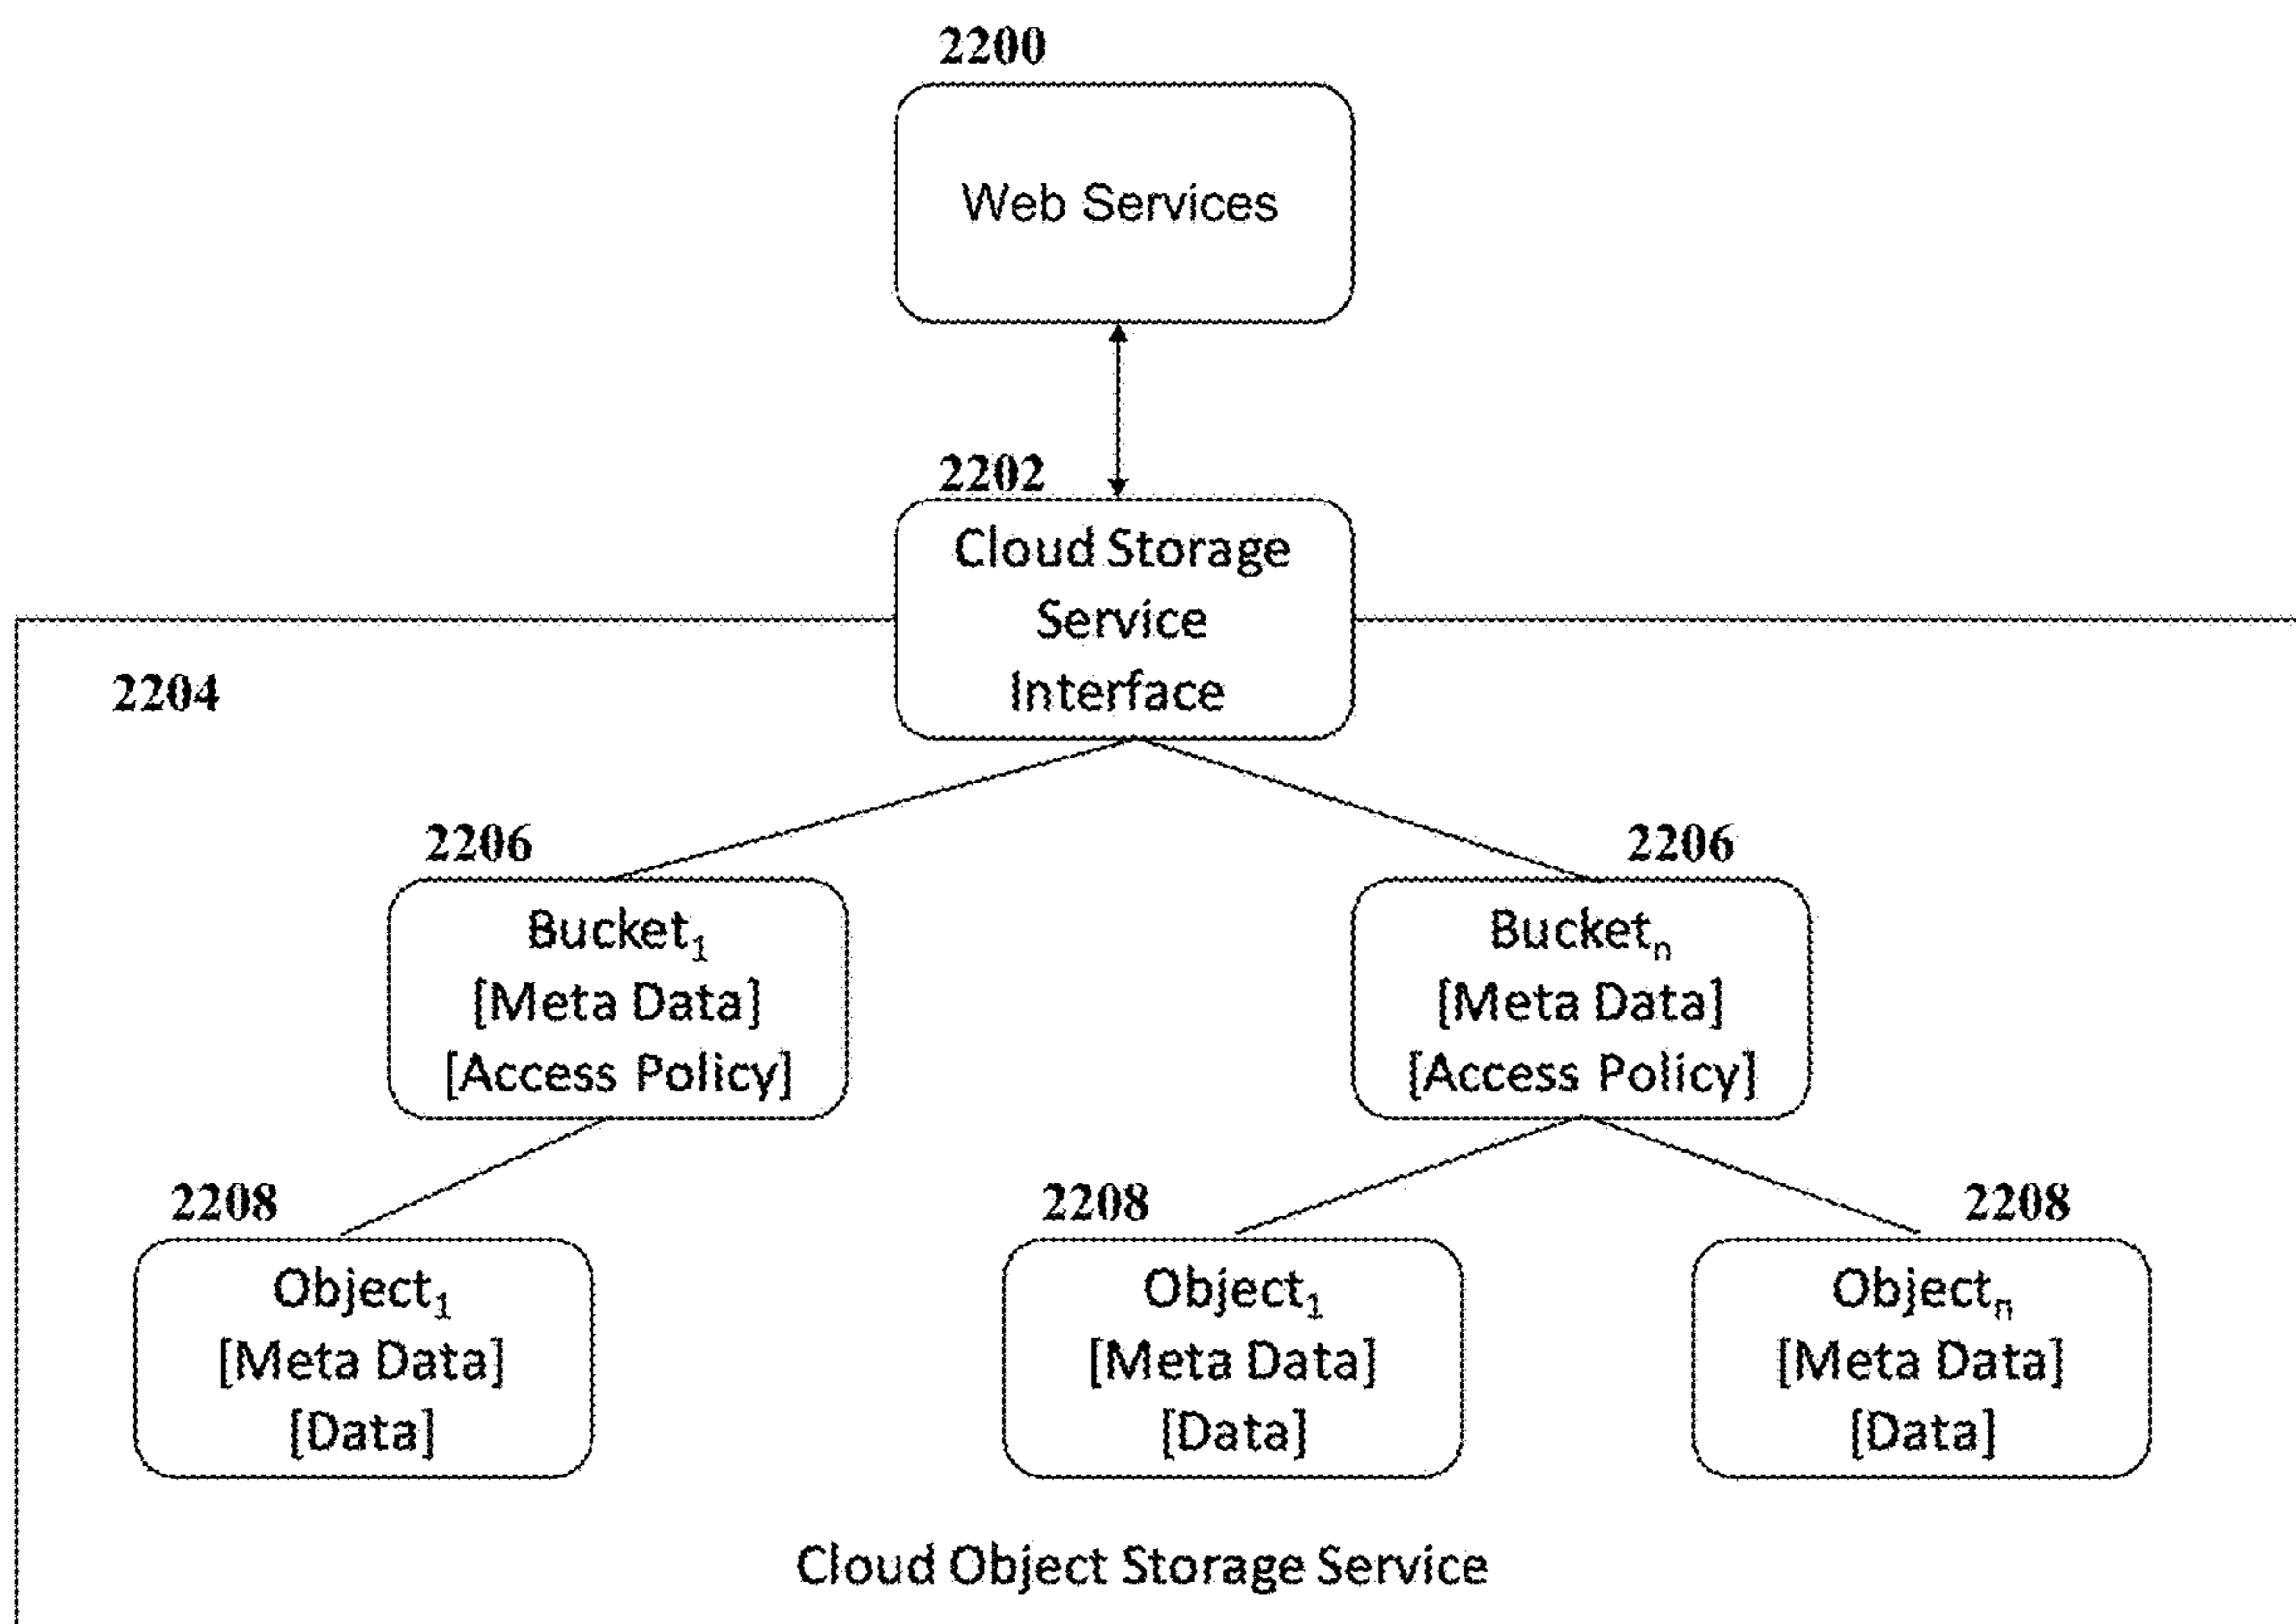 2200
Web Services
2202
Cloud Storage
Service
Interface
2204
2206
Bucket₁
[Meta Data]
[Access Policy]
2206
Bucketₙ
[Meta Data]
[Access Policy]
2208
Object₁
[Meta Data]
[Data]
2208
Object₁
[Meta Data]
[Data]
2208
Objectₙ
[Meta Data]
[Data]
Cloud Object Storage Service